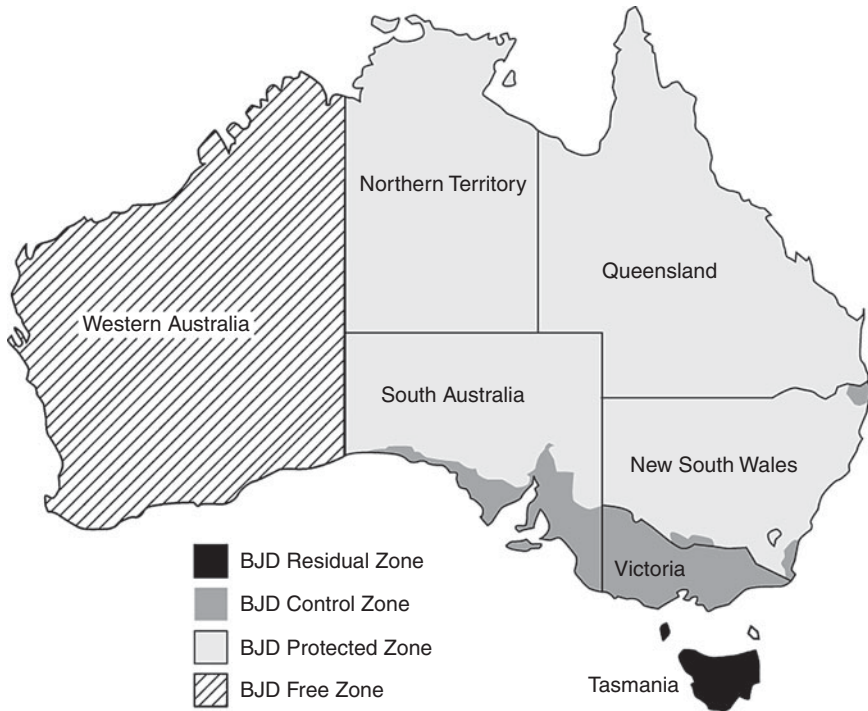 Northern Territory
Queensland
Western Australia
South Australia
New South Wales
Victoria
Tasmania
BJD Residual Zone
BJD Control Zone
BJD Protected Zone
BJD Free Zone